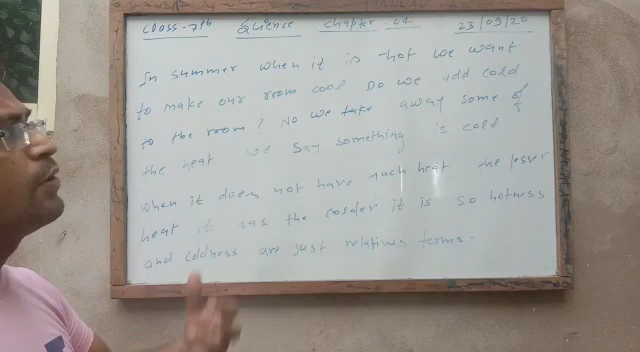 Class-7th Science Chapter-04 23/09/20
In summer when it is hot we want
to make our room cool Do we add cold
to the room? No we take away some of
the heat. we say something is cold
when it does not have much heat the lesser
heat it has the colder it is so hotness
and coldness are just relatives terms.